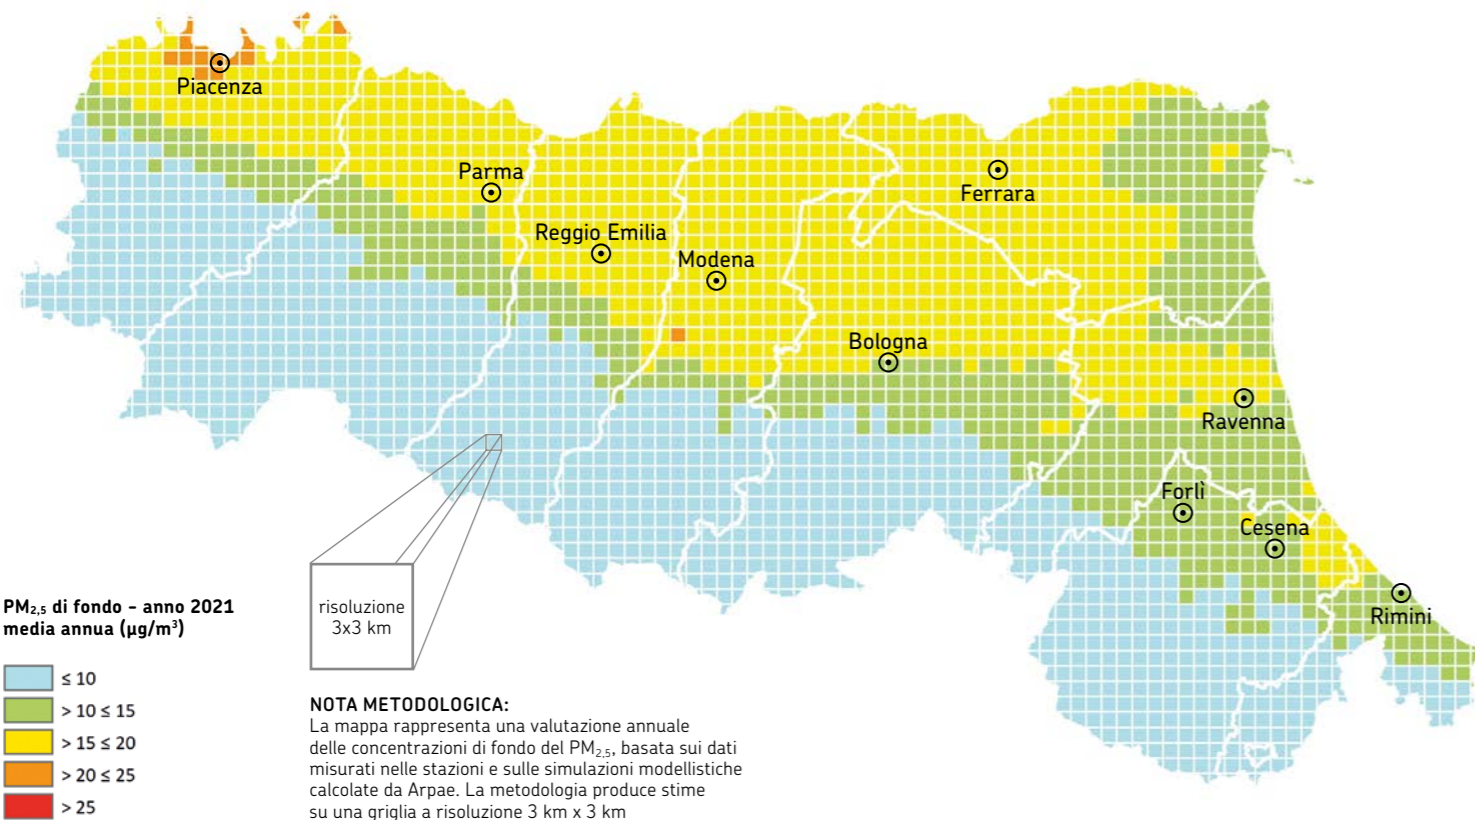 Piacenza
Parma
Ferrara
Reggio Emilia
Modena
Bologna
Ravenna
Forlì
Cesena
Rimini
risoluzione
3x3 km
PM₂,₅ di fondo - anno 2021
media annua (µg/m³)
≤ 10
> 10 ≤ 15
> 15 ≤ 20
> 20 ≤ 25
> 25
NOTA METODOLOGICA:
La mappa rappresenta una valutazione annuale
delle concentrazioni di fondo del PM₂,₅, basata sui dati
misurati nelle stazioni e sulle simulazioni modellistiche
calcolate da Arpae. La metodologia produce stime
su una griglia a risoluzione 3 km x 3 km